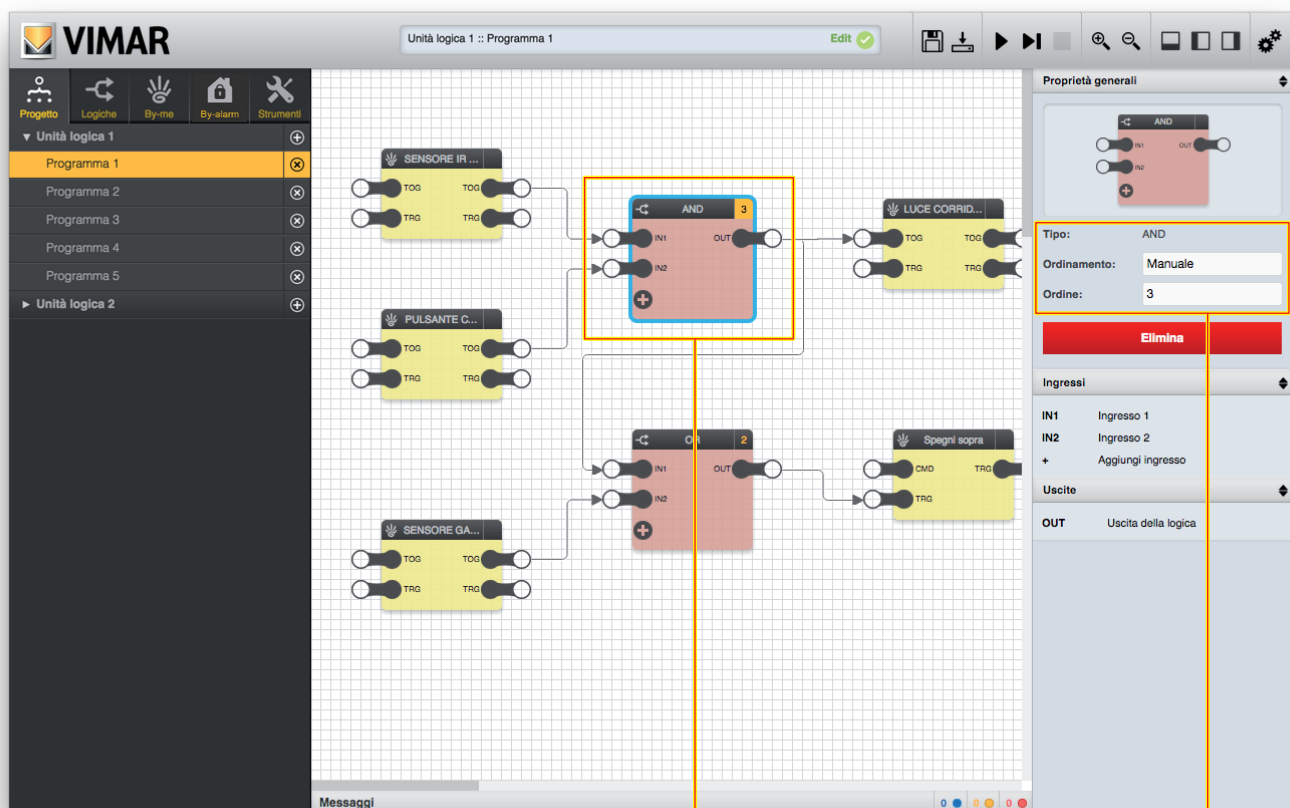 VIMAR
Unità logica 1 :: Programma 1
Edit
Progetto
Logiche
By-me
By-alarm
Strumenti
Unità logica 1
Programma 1
Programma 2
Programma 3
Programma 4
Programma 5
Unità logica 2
SENSORE IR ...
TOG TOG
TRG TRG
AND 3
IN1 OUT
IN2
LUCE CORRID...
TOG TOG
TRG TRG
PULSANTE C...
TOG TOG
TRG TRG
OR 2
IN1 OUT
IN2
Spegni sopra
CMD TRG
TRG
SENSORE GA...
TOG TOG
TRG TRG
Messaggi
0 0 0
Proprietà generali
AND
IN1 OUT
IN2
Tipo: AND
Ordinamento: Manuale
Ordine: 3
Elimina
Ingressi
IN1 Ingresso 1
IN2 Ingresso 2
+ Aggiungi ingresso
Uscite
OUT Uscita della logica